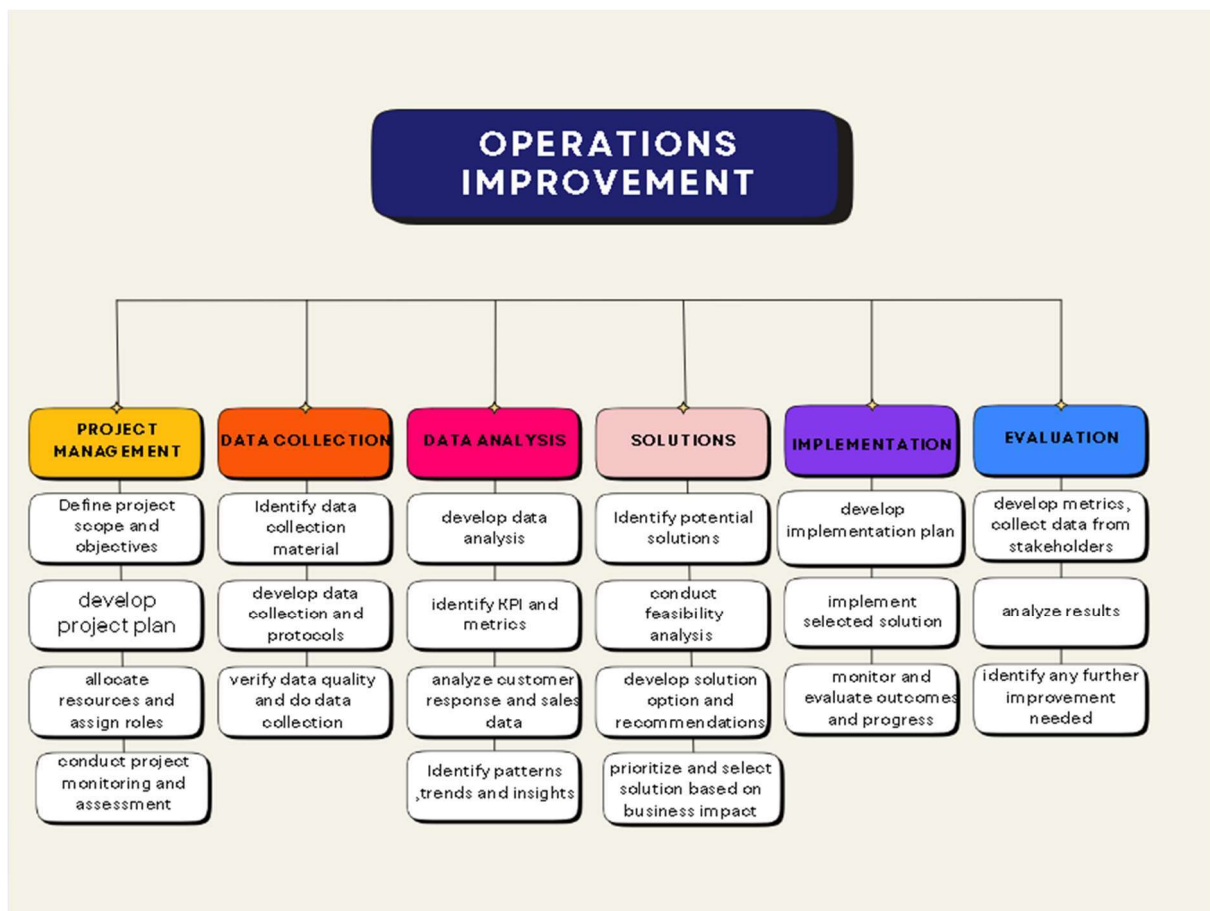 OPERATIONS
IMPROVEMENT
PROJECT
MANAGEMENT
Define project
scope and
objectives
develop
project plan
allocate
resources and
assign roles
conduct project
monitoring and
assessment
DATA COLLECTION
Identify data
collection
material
develop data
collection and
protocols
verify data quality
and do data
collection
DATA ANALYSIS
develop data
analysis
identify KPI and
metrics
analyze customer
response and sales
data
Identify patterns
,trends and insights
SOLUTIONS
Identify potential
solutions
conduct
feasibility
analysis
develop solution
option and
recommendations
prioritize and select
solution based on
business impact
IMPLEMENTATION
develop
implementation plan
implement
selected solution
monitor and
evaluate outcomes
and progress
EVALUATION
develop metrics,
collect data from
stakeholders
analyze results
identify any further
improvement
needed